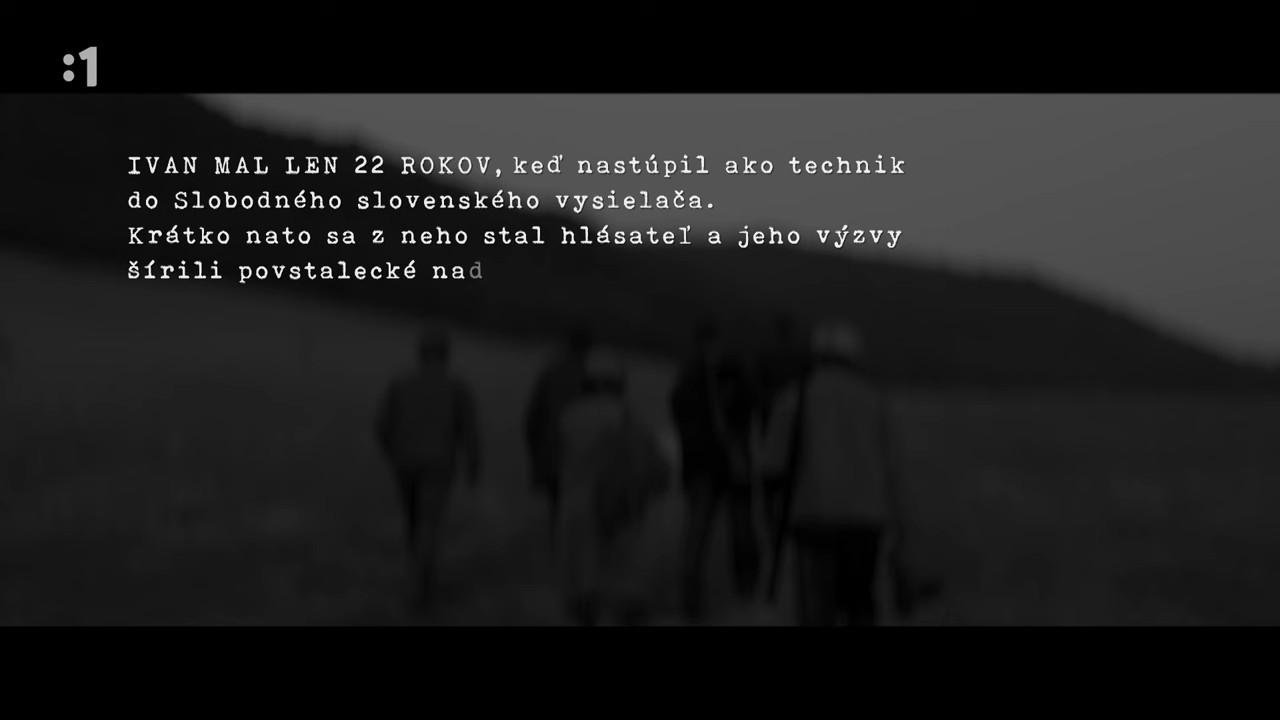 :1
IVAN MAL LEN 22 ROKOV, keď nastúpil ako technik
do Slobodného slovenského vysielača.
Krátko nato sa z neho stal hlásateľ a jeho výzvy
šírili povstalecké nad